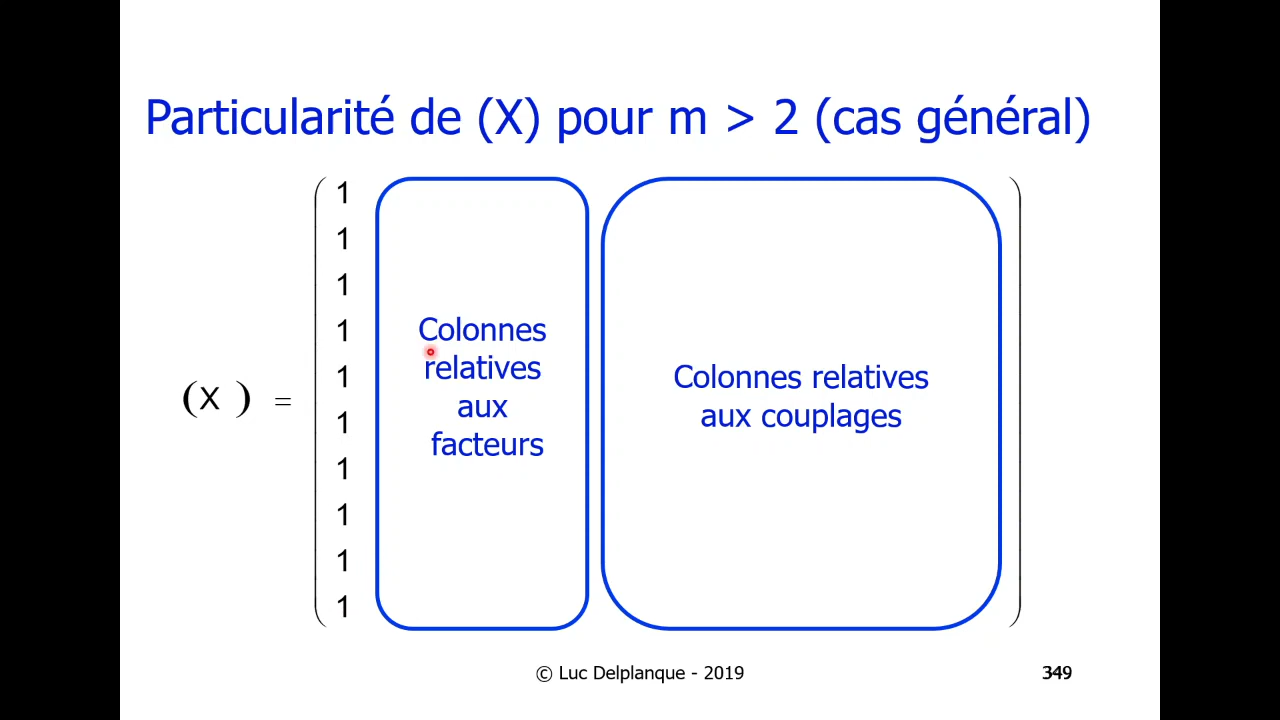 Particularité de (X) pour m > 2 (cas général)
1
1
1
1
1
1
1
1
1
1
(X ) =
Colonnes
relatives
aux
facteurs
Colonnes relatives
aux couplages
© Luc Delplanque - 2019
349